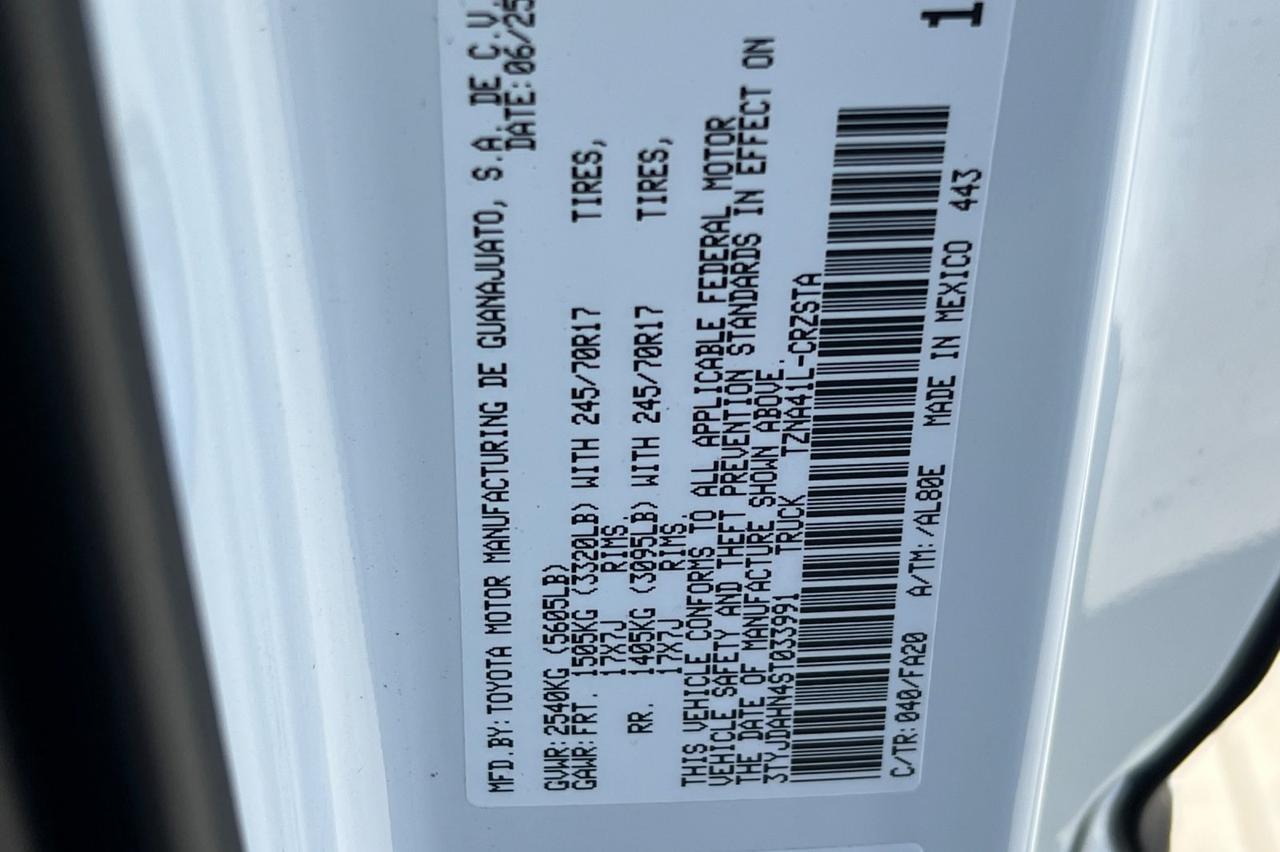 MFD.BY:TOYOTA MOTOR MANUFACTURING DE GUANAJUATO, S.A. DE C.V.
DATE:06/25
GVWR:2540KG (5605LB)
GAWR:FRT. 1505KG (3320LB) WITH 245/70R17 TIRES,
17X7J RIMS
RR. 1405KG (3095LB) WITH 245/70R17 TIRES,
17X7J RIMS
THIS VEHICLE CONFORMS TO ALL APPLICABLE FEDERAL MOTOR
VEHICLE SAFETY AND THEFT PREVENTION STANDARDS IN EFFECT ON
THE DATE OF MANUFACTURE SHOWN ABOVE.
3TYJDAHN4ST033991 TRUCK TZNA41L-CRZSTA
C/TR:040/FA20 A/TM:/AL80E MADE IN MEXICO 443
1